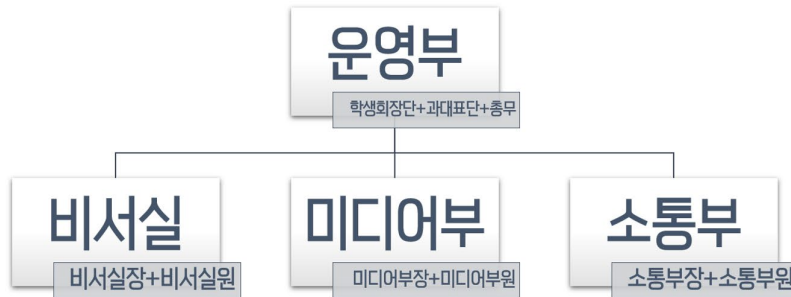 운영부
학생회장단+과대표단+총무
비서실
비서실장+비서실원
미디어부
미디어부장+미디어부원
소통부
소통부장+소통부원